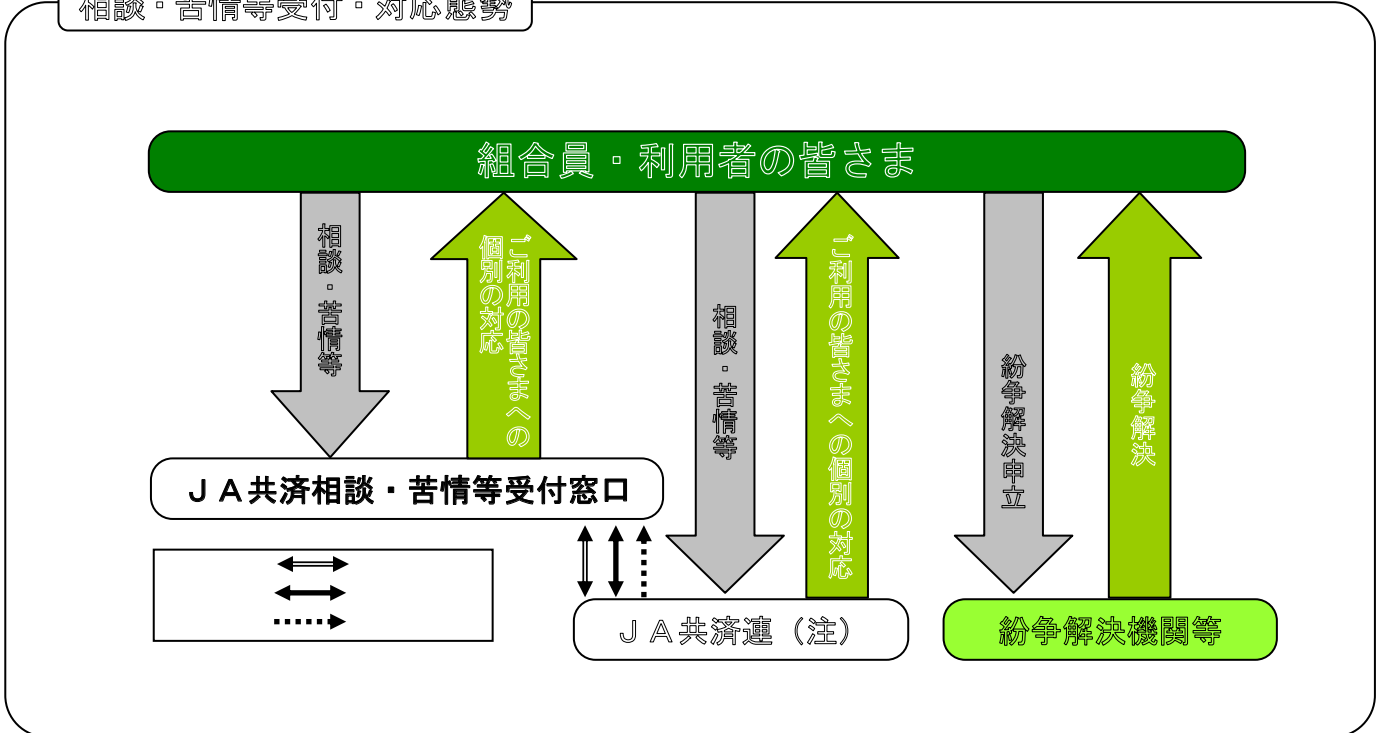 相談・苦情等受付・対応態勢
組合員・利用者の皆さま
相談・苦情等
ご利用の皆さまへの
個別の対応
相談・苦情等
ご利用の皆さまへの個別の対応
紛争解決申立
紛争解決
ＪＡ共済相談・苦情等受付窓口
ＪＡ共済連（注）
紛争解決機関等